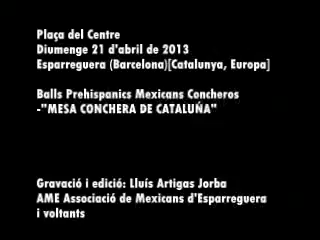 Plaça del Centre
Diumenge 21 d'abril de 2013
Esparreguera (Barcelona)[Catalunya, Europa]
Balls Prehispanics Mexicans Concheros
-"MESA CONCHERA DE CATALUÑA"
Gravació i edició: Lluís Artigas Jorba
AME Associació de Mexicans d'Esparreguera
i voltants